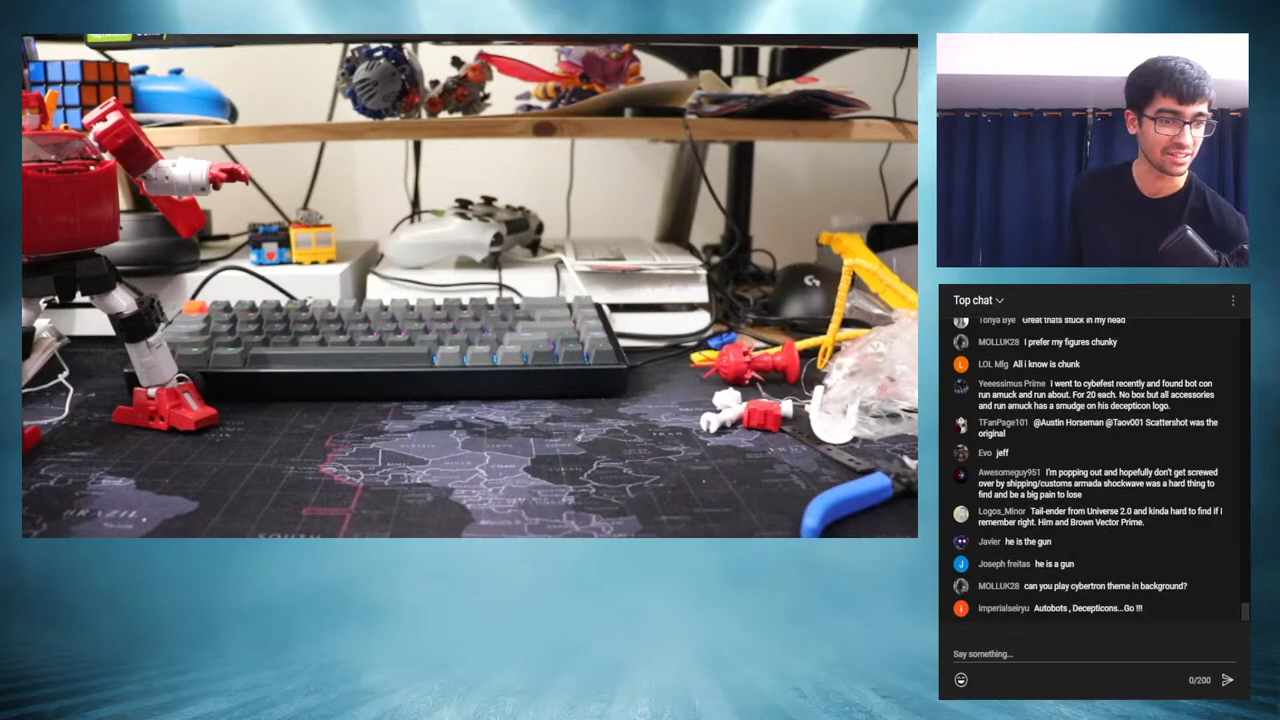 Top chat
Tonya Bye Great thats stuck in my head
MOLLUK28 I prefer my figures chunky
LOL Mlg All i know is chunk
Yeeessimus Prime I went to cybefest recently and found bot con
run amuck and run about. For 20 each. No box but all accessories
and run amuck has a smudge on his decepticon logo.
TFanPage101 @Austin Horseman @Taov001 Scattershot was the
original
Evo jeff
Awesomeguy951 I'm popping out and hopefully don't get screwed
over by shipping/customs armada shockwave was a hard thing to
find and be a big pain to lose
Logos_Minor Tail-ender from Universe 2.0 and kinda hard to find if I
remember right. Him and Brown Vector Prime.
Javier he is the gun
J
Joseph freitas he is a gun
MOLLUK28 can you play cybertron theme in background?
i
imperialseiryu Autobots , Decepticons...Go !!!
Say something...
0/200
BRAZIL
SOUTH
NIGER
CHAD
G